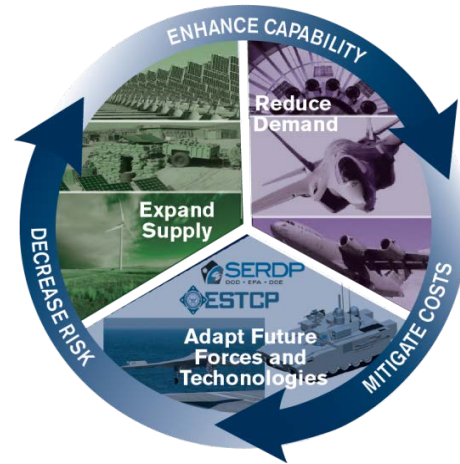 ENHANCE CAPABILITY
Reduce
Demand
Expand
Supply
DECREASE RISK
MITIGATE COSTS
SERDP
DOD • EPA • DOE
ESTCP
Adapt Future
Forces and
Techonologies